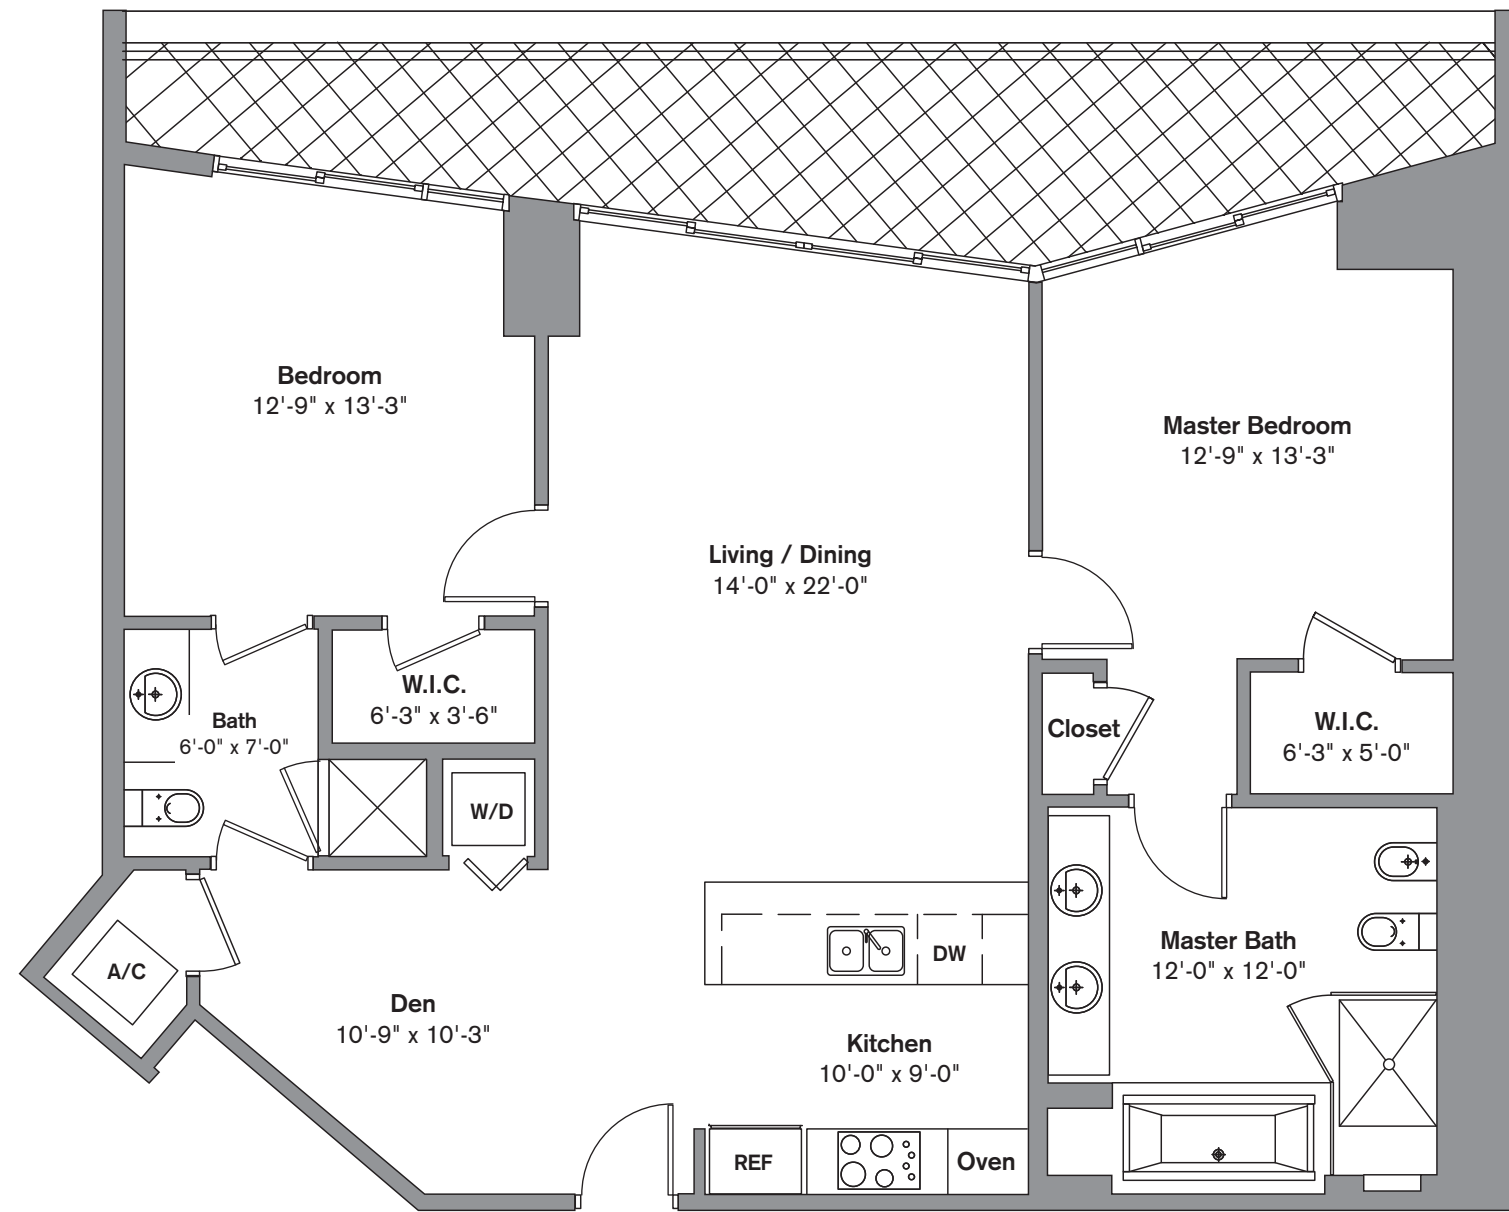 Bedroom
12'-9" x 13'-3"
Master Bedroom
12'-9" x 13'-3"
Living / Dining
14'-0" x 22'-0"
W.I.C.
6'-3" x 3'-6"
Bath
6'-0" x 7'-0"
W/D
Closet
W.I.C.
6'-3" x 5'-0"
A/C
Den
10'-9" x 10'-3"
DW
Kitchen
10'-0" x 9'-0"
REF
Oven
Master Bath
12'-0" x 12'-0"